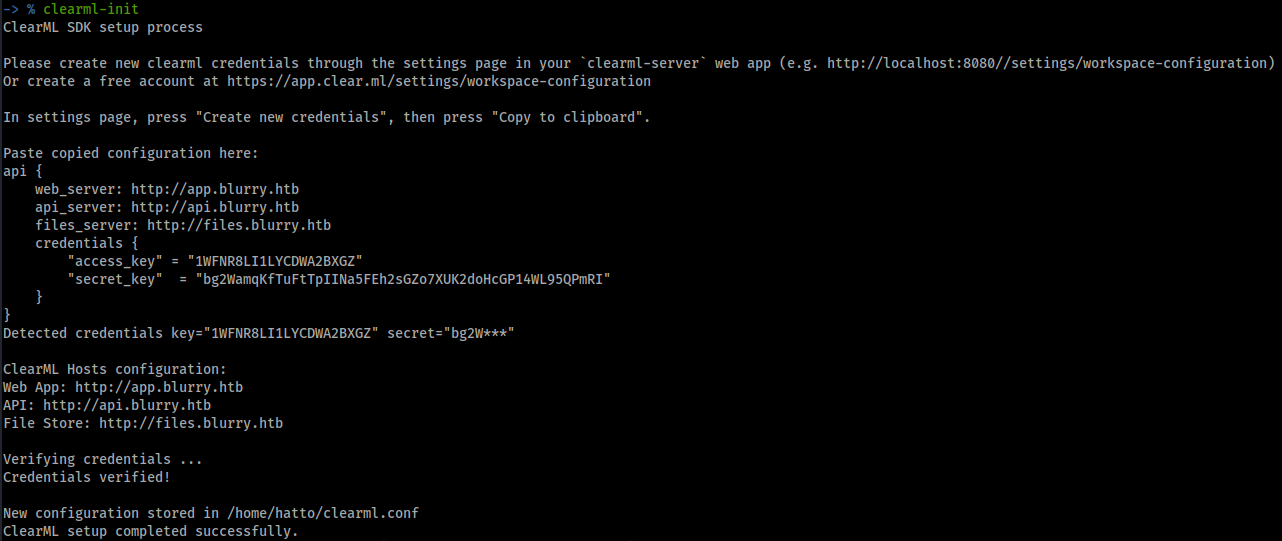 -> % clearml-init
ClearML SDK setup process
Please create new clearml credentials through the settings page in your `clearml-server` web app (e.g. http://localhost:8080//settings/workspace-configuration)
Or create a free account at https://app.clear.ml/settings/workspace-configuration
In settings page, press "Create new credentials", then press "Copy to clipboard".
Paste copied configuration here:
api {
    web_server: http://app.blurry.htb
    api_server: http://api.blurry.htb
    files_server: http://files.blurry.htb
    credentials {
        "access_key" = "1WFNR8LI1LYCDWA2BXGZ"
        "secret_key"  = "bg2WamqKfTuFtTpIINa5FEh2sGZo7XUK2doHcGP14WL95QPmRI"
    }
}
Detected credentials key="1WFNR8LI1LYCDWA2BXGZ" secret="bg2W***"
ClearML Hosts configuration:
Web App: http://app.blurry.htb
API: http://api.blurry.htb
File Store: http://files.blurry.htb
Verifying credentials ...
Credentials verified!
New configuration stored in /home/hatto/clearml.conf
ClearML setup completed successfully.